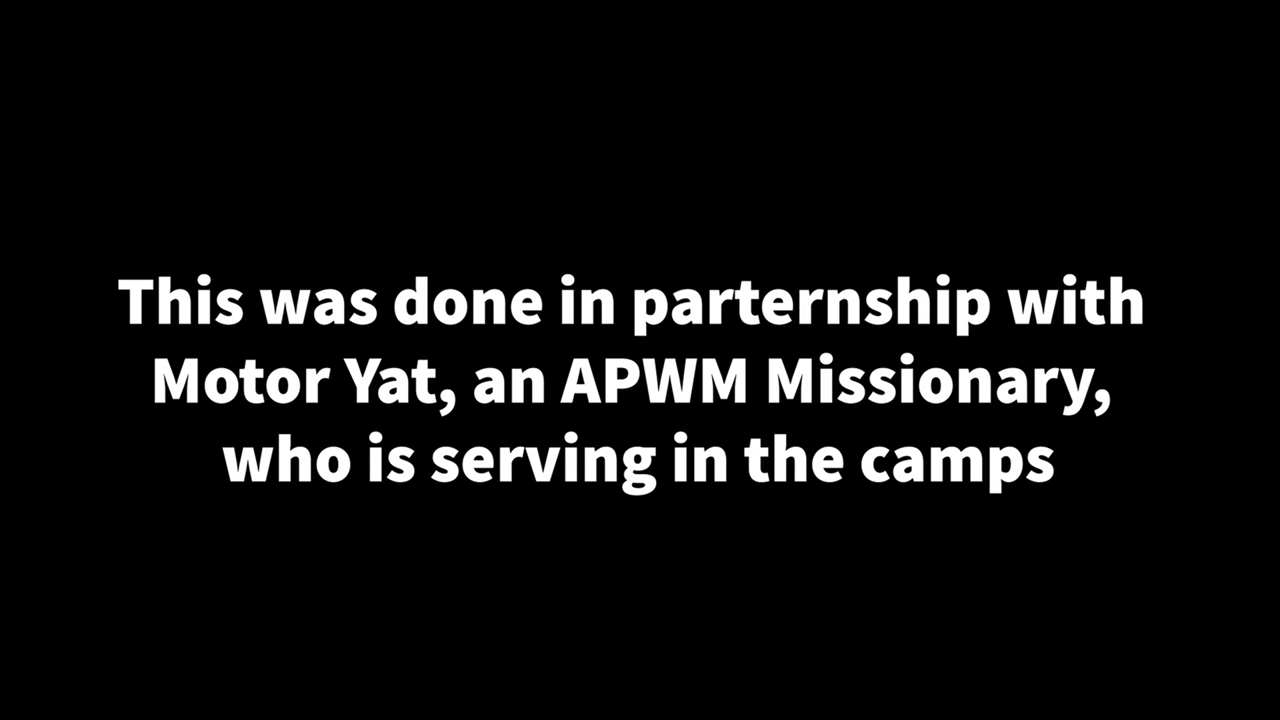 This was done in parternship with
Motor Yat, an APWM Missionary,
who is serving in the camps